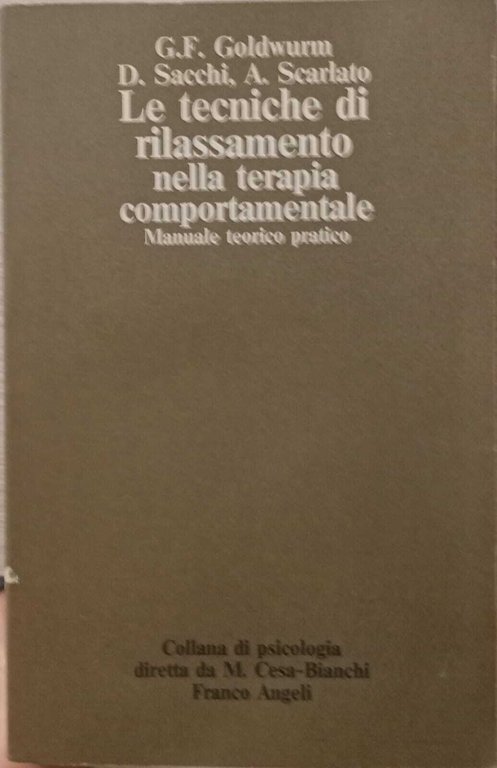 G.F. Goldwurm
D. Sacchi, A. Scarlato
Le tecniche di
rilassamento
nella terapia
comportamentale
Manuale teorico pratico
Collana di psicologia
diretta da M. Cesa-Bianchi
Franco Angeli